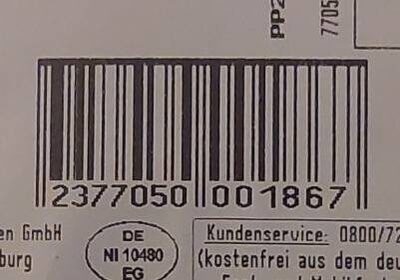 PP2
7705
2377050 001867
en GmbH
burg
DE
NI 10480
EG
Kundenservice: 0800/72
(kostenfrei aus dem deu